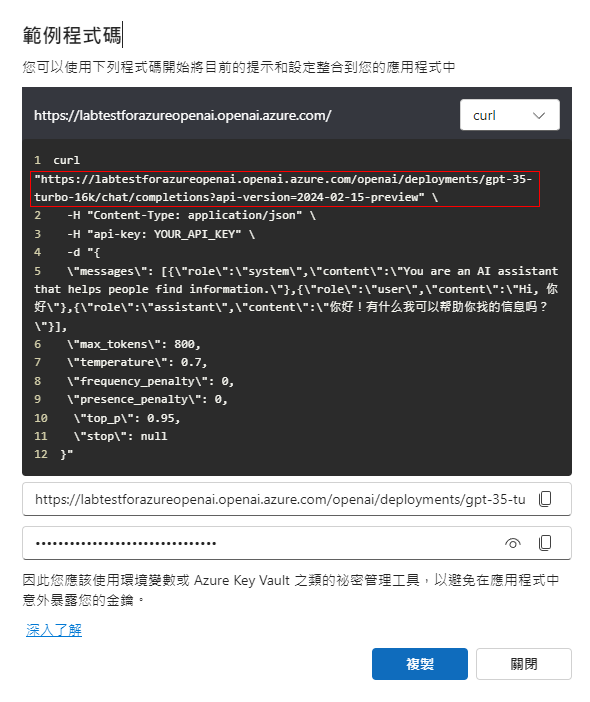 範例程式碼
您可以使用下列程式碼開始將目前的提示和設定整合到您的應用程式中
https://labtestforazureopenai.openai.azure.com/
curl
1 curl
"https://labtestforazureopenai.openai.azure.com/openai/deployments/gpt-35-
turbo-16k/chat/completions?api-version=2024-02-15-preview" \
2 -H "Content-Type: application/json" \
3 -H "api-key: YOUR_API_KEY" \
4 -d "{
5 \"messages\": [{\"role\":\"system\",\"content\":\"You are an AI assistant
that helps people find information.\"},{\"role\":\"user\",\"content\":\"Hi, 你
好\"},{\"role\":\"assistant\",\"content\":\"你好！有什么我可以帮助你找的信息吗？
\"}],
6 \"max_tokens\": 800,
7 \"temperature\": 0.7,
8 \"frequency_penalty\": 0,
9 \"presence_penalty\": 0,
10 \"top_p\": 0.95,
11 \"stop\": null
12 }"
https://labtestforazureopenai.openai.azure.com/openai/deployments/gpt-35-tu
••••••••••••••••••••••••••••••••
因此您應該使用環境變數或 Azure Key Vault 之類的祕密管理工具，以避免在應用程式中
意外暴露您的金鑰。
深入了解
複製
關閉